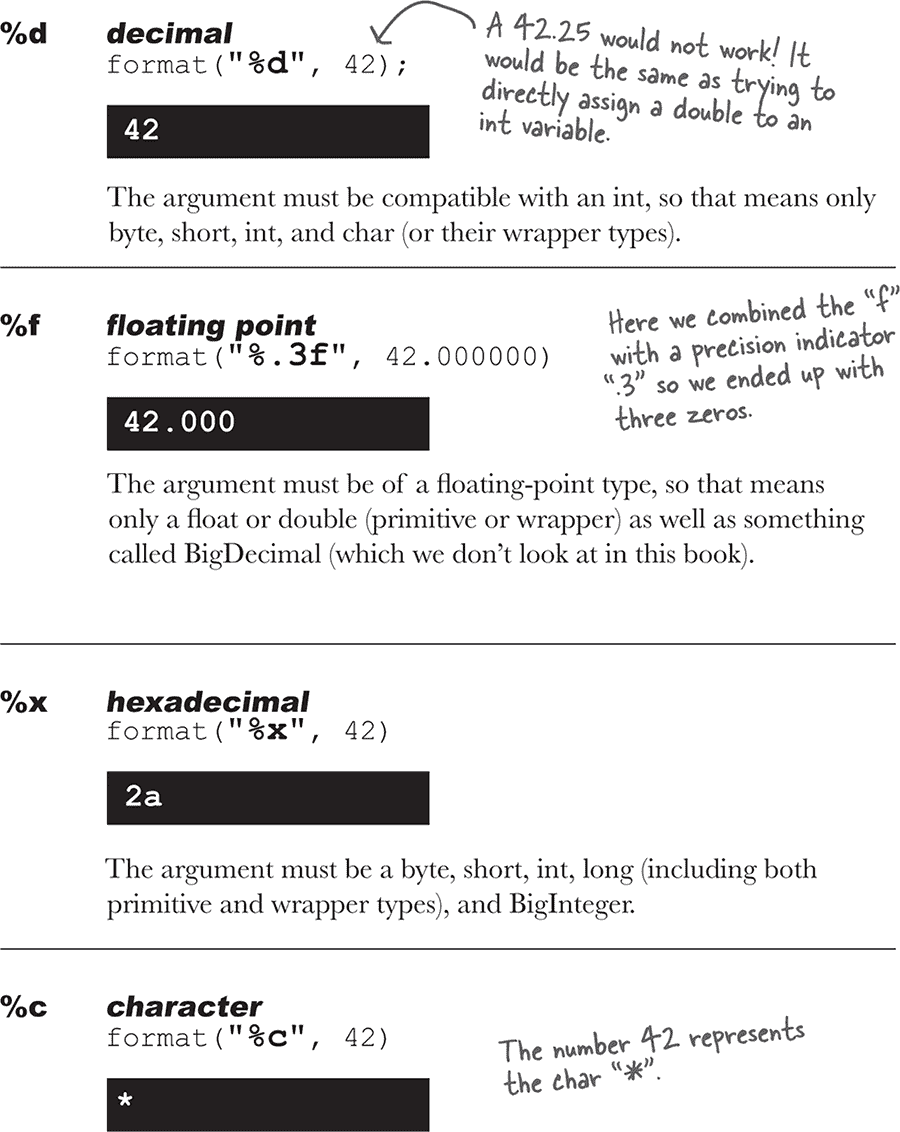 %d decimal
format("%d", 42);
A 42.25 would not work! It
would be the same as trying to
directly assign a double to an
int variable.
42
The argument must be compatible with an int, so that means only
byte, short, int, and char (or their wrapper types).
%f floating point
format("%.3f", 42.000000)
Here we combined the “f”
with a precision indicator
“.3” so we ended up with
three zeros.
42.000
The argument must be of a floating-point type, so that means
only a float or double (primitive or wrapper) as well as something
called BigDecimal (which we don’t look at in this book).
%x hexadecimal
format("%x", 42)
2a
The argument must be a byte, short, int, long (including both
primitive and wrapper types), and BigInteger.
%c character
format("%c", 42)
The number 42 represents
the char “*”.
*